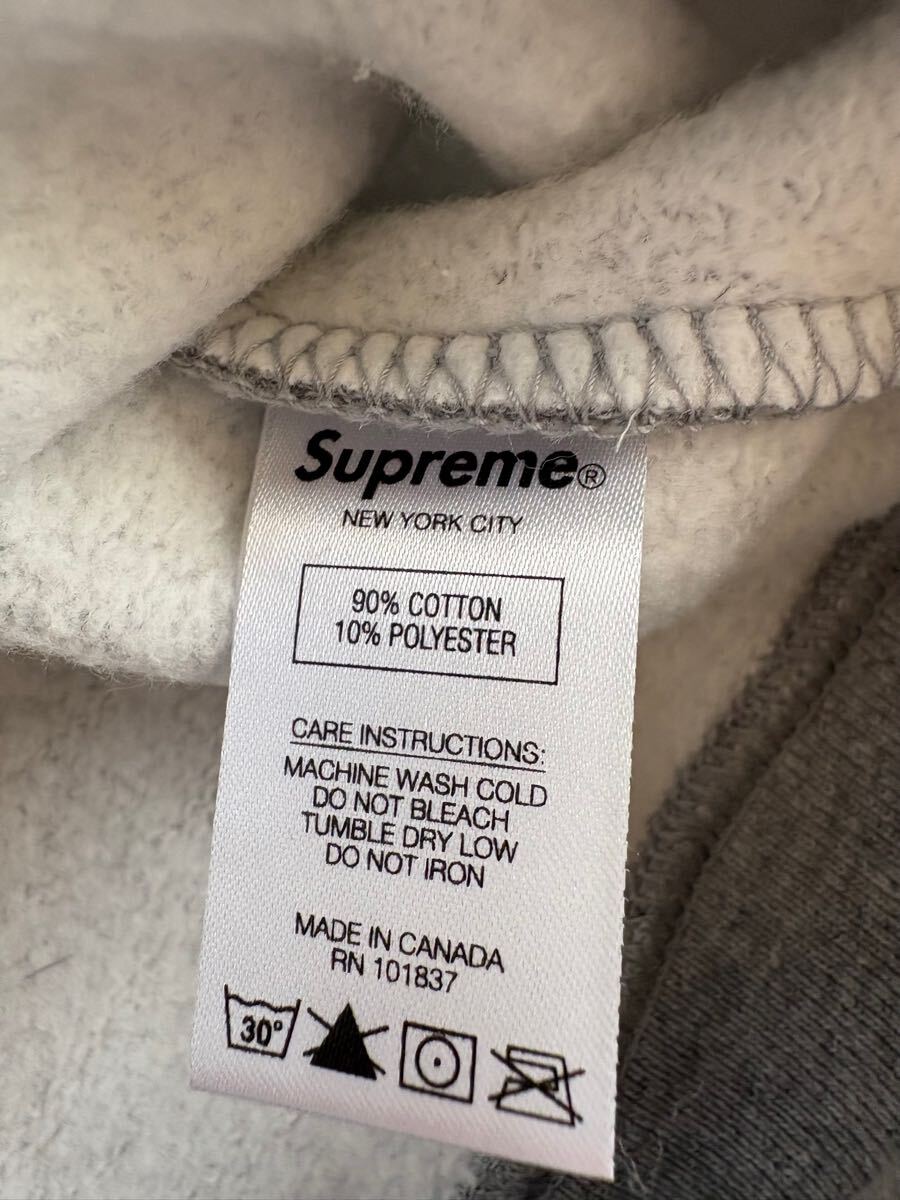 Supreme®
NEW YORK CITY
90% COTTON
10% POLYESTER
CARE INSTRUCTIONS:
MACHINE WASH COLD
DO NOT BLEACH
TUMBLE DRY LOW
DO NOT IRON
MADE IN CANADA
RN 101837
30°